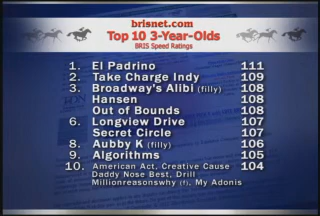 brisnet.com
Top 10 3-Year-Olds
BRIS Speed Ratings
1. El Padrino 111
2. Take Charge Indy 109
3. Broadway's Alibi (filly) 108
Hansen 108
Out of Bounds 108
6. Longview Drive 107
Secret Circle 107
8. Aubby K (filly) 106
9. Algorithms 105
10. American Act, Creative Cause 104
Daddy Nose Best, Drill
Millionreasonswhy (f), My Adonis